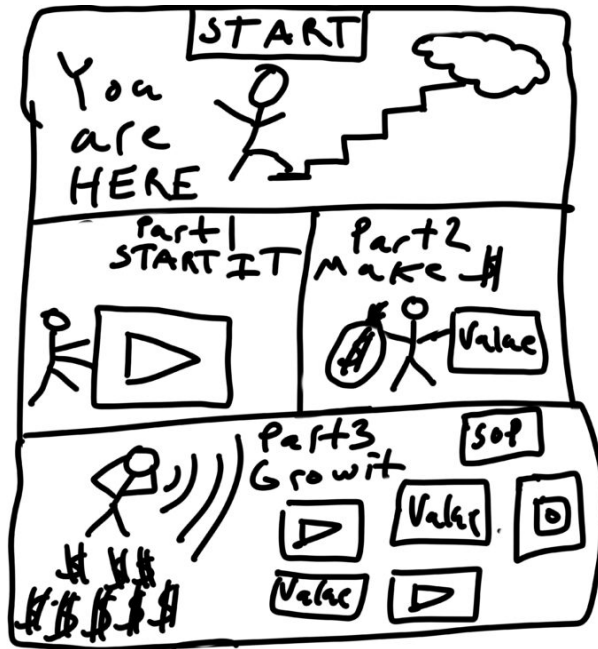 START
You
are
HERE
Part 1
START IT
Part 2
Make $
$
Value
Part 3
Grow it
SOP
Value
Value
$ $ $
$ $ $ $ $